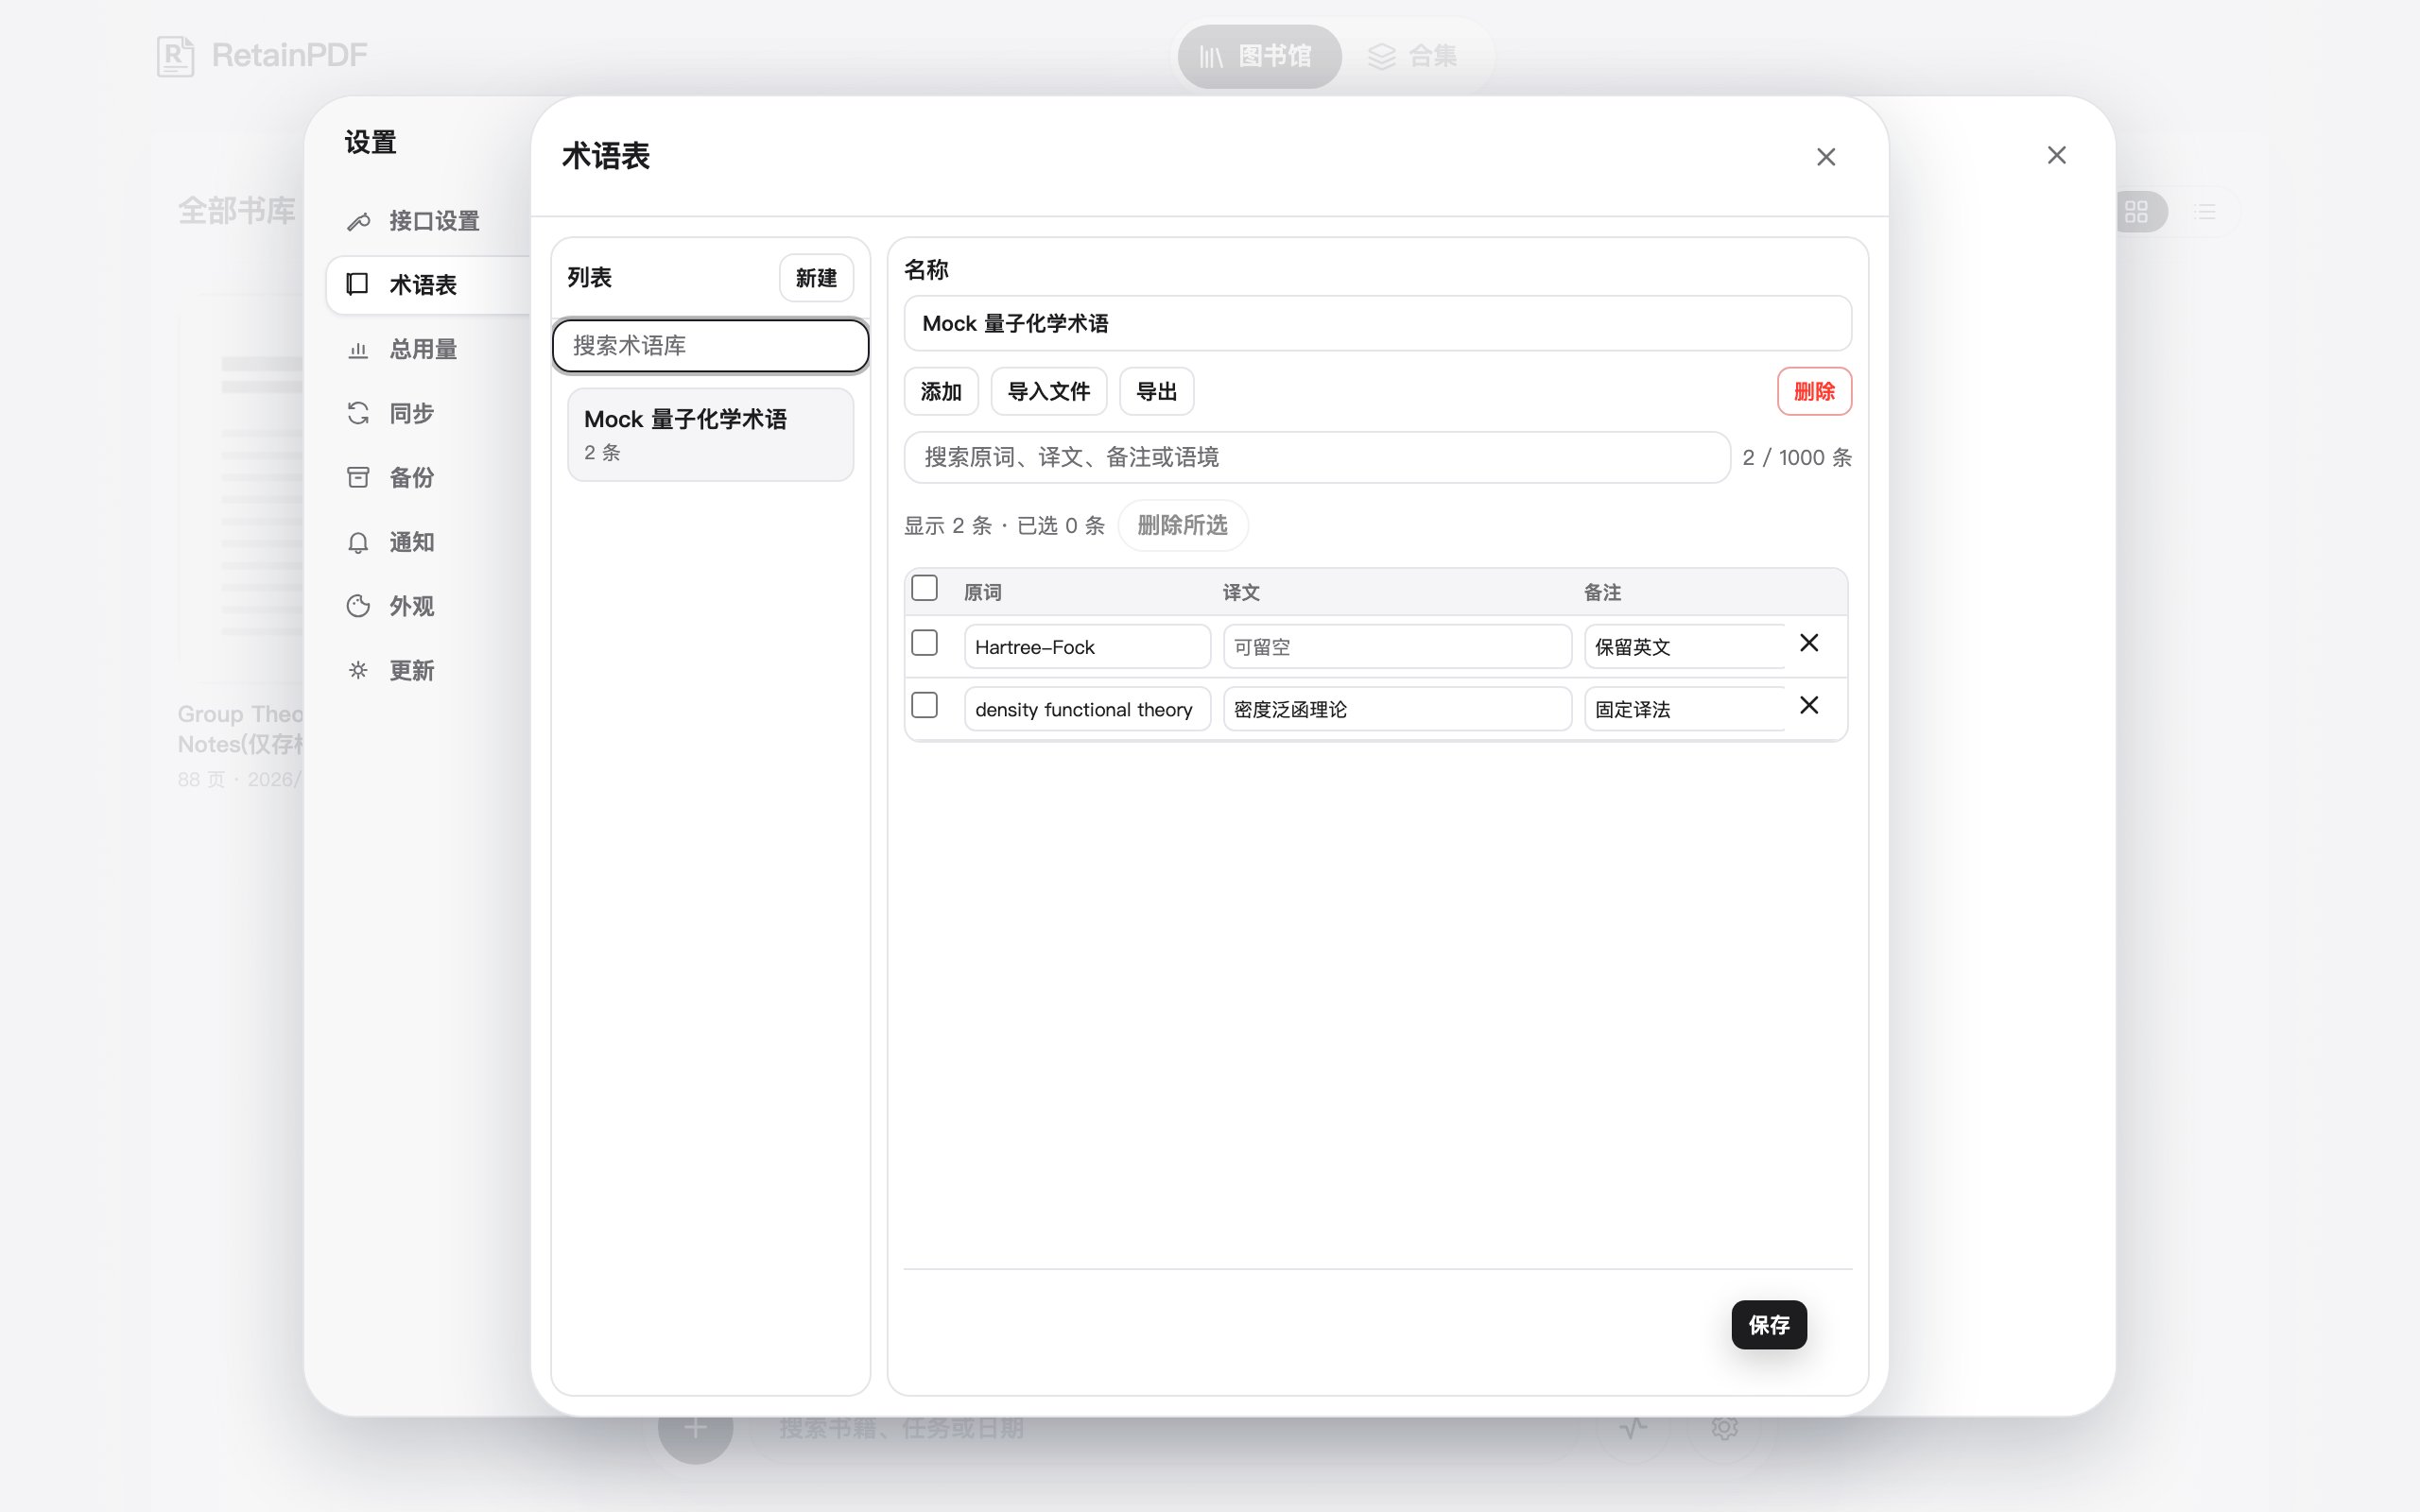 RetainPDF
图书馆
合集
全部书库
Group Theo
Notes(仅存
88 页 · 2026/
设置
接口设置
术语表
总用量
同步
备份
通知
外观
更新
术语表
列表
新建
搜索术语库
Mock 量子化学术语
2 条
名称
Mock 量子化学术语
添加
导入文件
导出
删除
搜索原词、译文、备注或语境
2 / 1000 条
显示 2 条 · 已选 0 条
删除所选
原词 译文 备注
Hartree–Fock 可留空 保留英文
density functional theory 密度泛函理论 固定译法
保存
搜索书籍、任务或日期